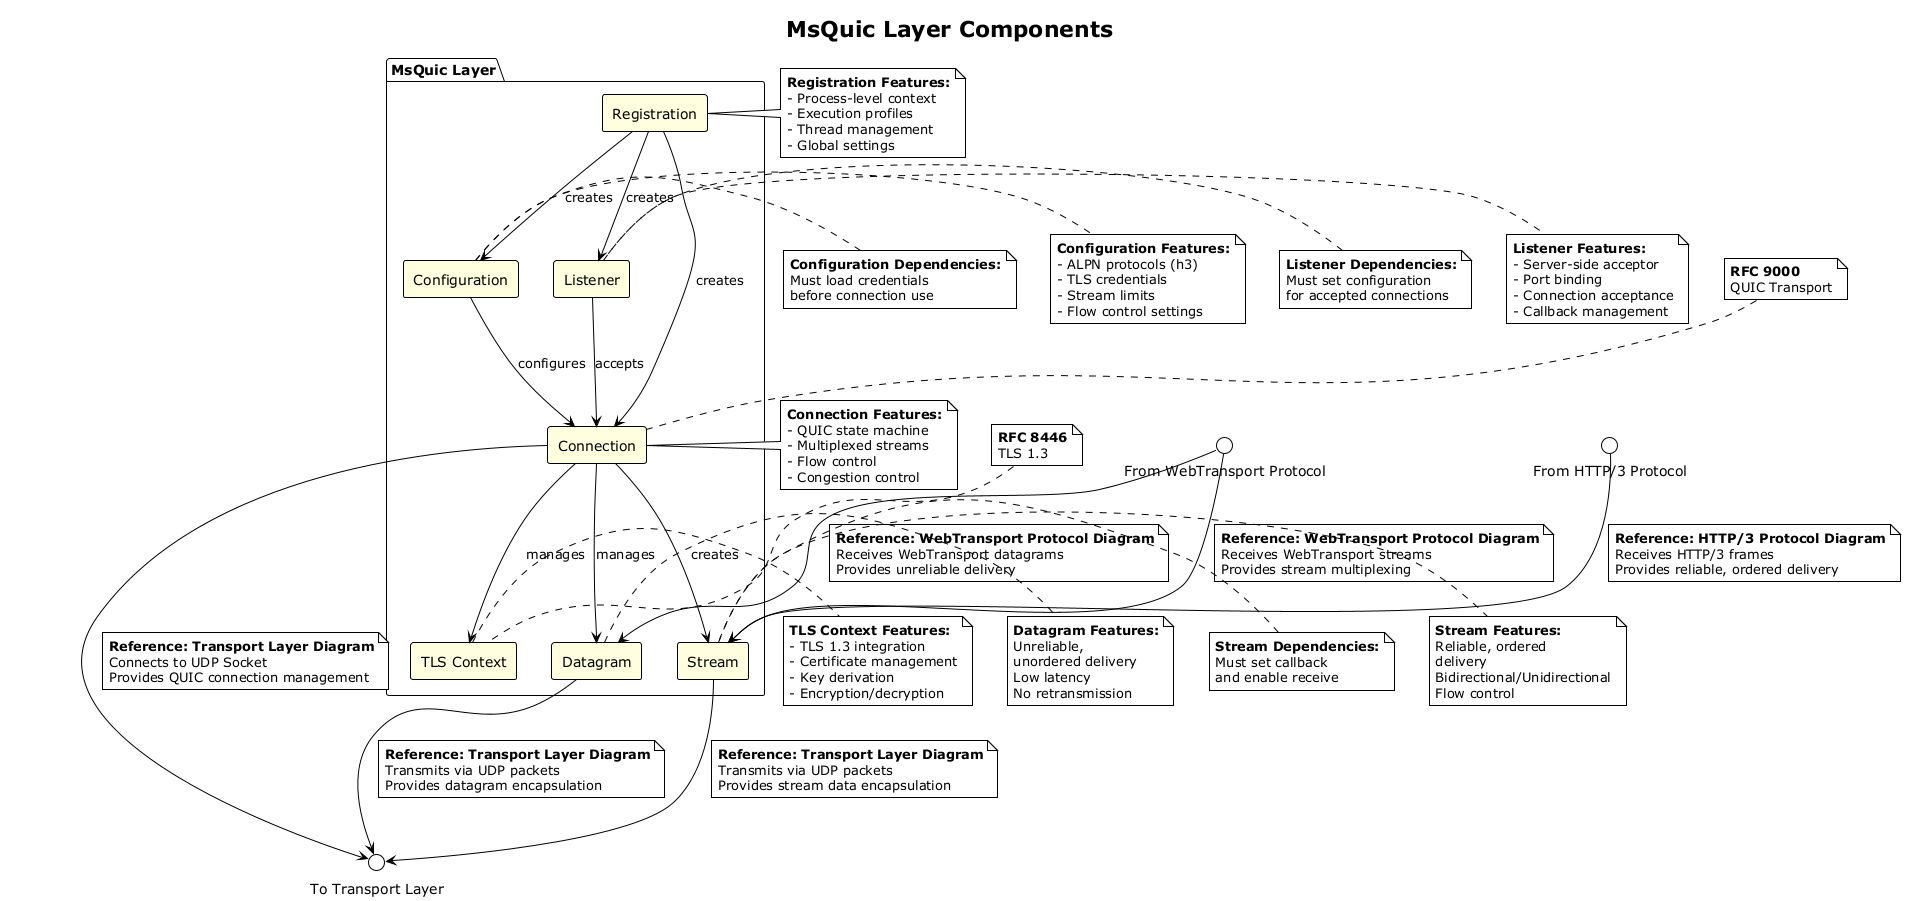 MsQuic Layer Components
MsQuic Layer
Registration
Registration Features:
- Process-level context
- Execution profiles
- Thread management
- Global settings
creates
creates
creates
Configuration
Listener
Configuration Dependencies:
Must load credentials
before connection use
Configuration Features:
- ALPN protocols (h3)
- TLS credentials
- Stream limits
- Flow control settings
Listener Dependencies:
Must set configuration
for accepted connections
Listener Features:
- Server-side acceptor
- Port binding
- Connection acceptance
- Callback management
RFC 9000
QUIC Transport
configures
accepts
Connection
Connection Features:
- QUIC state machine
- Multiplexed streams
- Flow control
- Congestion control
RFC 8446
TLS 1.3
From WebTransport Protocol
From HTTP/3 Protocol
manages
manages
creates
Reference: WebTransport Protocol Diagram
Receives WebTransport datagrams
Provides unreliable delivery
Reference: WebTransport Protocol Diagram
Receives WebTransport streams
Provides stream multiplexing
Reference: HTTP/3 Protocol Diagram
Receives HTTP/3 frames
Provides reliable, ordered delivery
Reference: Transport Layer Diagram
Connects to UDP Socket
Provides QUIC connection management
TLS Context
Datagram
Stream
TLS Context Features:
- TLS 1.3 integration
- Certificate management
- Key derivation
- Encryption/decryption
Datagram Features:
Unreliable,
unordered delivery
Low latency
No retransmission
Stream Dependencies:
Must set callback
and enable receive
Stream Features:
Reliable, ordered
delivery
Bidirectional/Unidirectional
Flow control
Reference: Transport Layer Diagram
Transmits via UDP packets
Provides datagram encapsulation
Reference: Transport Layer Diagram
Transmits via UDP packets
Provides stream data encapsulation
To Transport Layer